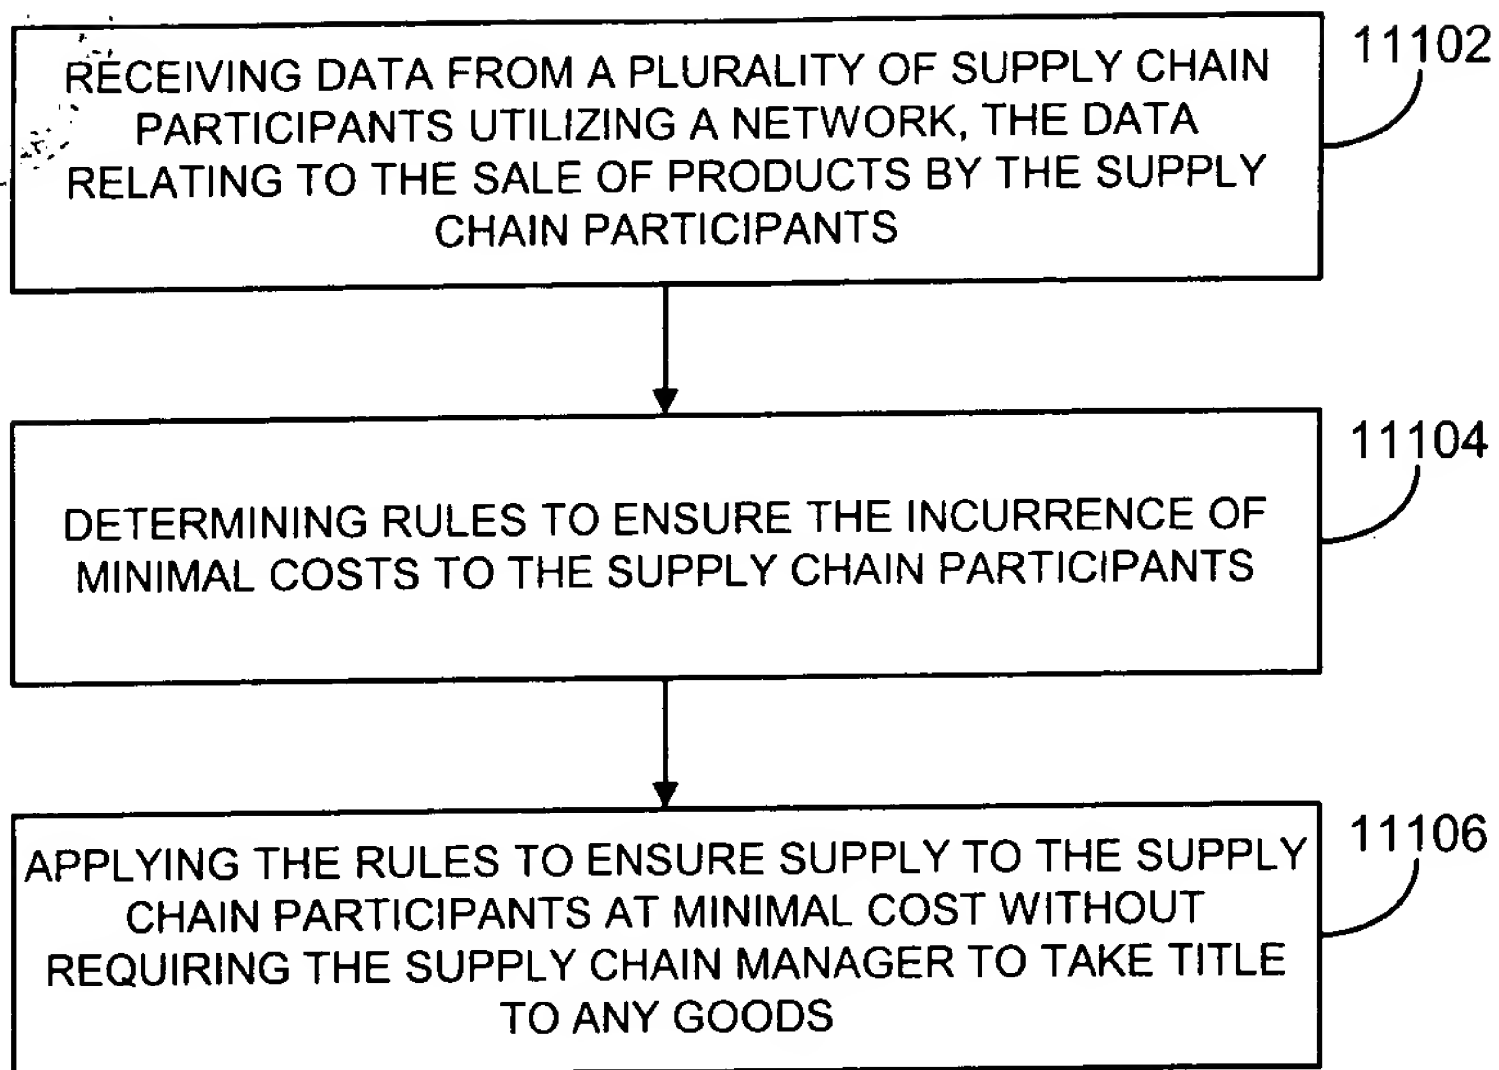 RECEIVING DATA FROM A PLURALITY OF SUPPLY CHAIN
PARTICIPANTS UTILIZING A NETWORK, THE DATA
RELATING TO THE SALE OF PRODUCTS BY THE SUPPLY
CHAIN PARTICIPANTS
11102
DETERMINING RULES TO ENSURE THE INCURRENCE OF
MINIMAL COSTS TO THE SUPPLY CHAIN PARTICIPANTS
11104
APPLYING THE RULES TO ENSURE SUPPLY TO THE SUPPLY
CHAIN PARTICIPANTS AT MINIMAL COST WITHOUT
REQUIRING THE SUPPLY CHAIN MANAGER TO TAKE TITLE
TO ANY GOODS
11106